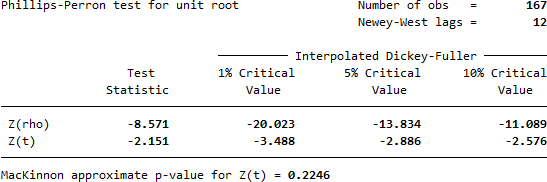 Phillips-Perron test for unit root Number of obs = 167
Newey-West lags = 12
Interpolated Dickey-Fuller
Test 1% Critical 5% Critical 10% Critical
Statistic Value Value Value
Z(rho) -8.571 -20.023 -13.834 -11.089
Z(t) -2.151 -3.488 -2.886 -2.576
MacKinnon approximate p-value for Z(t) = 0.2246